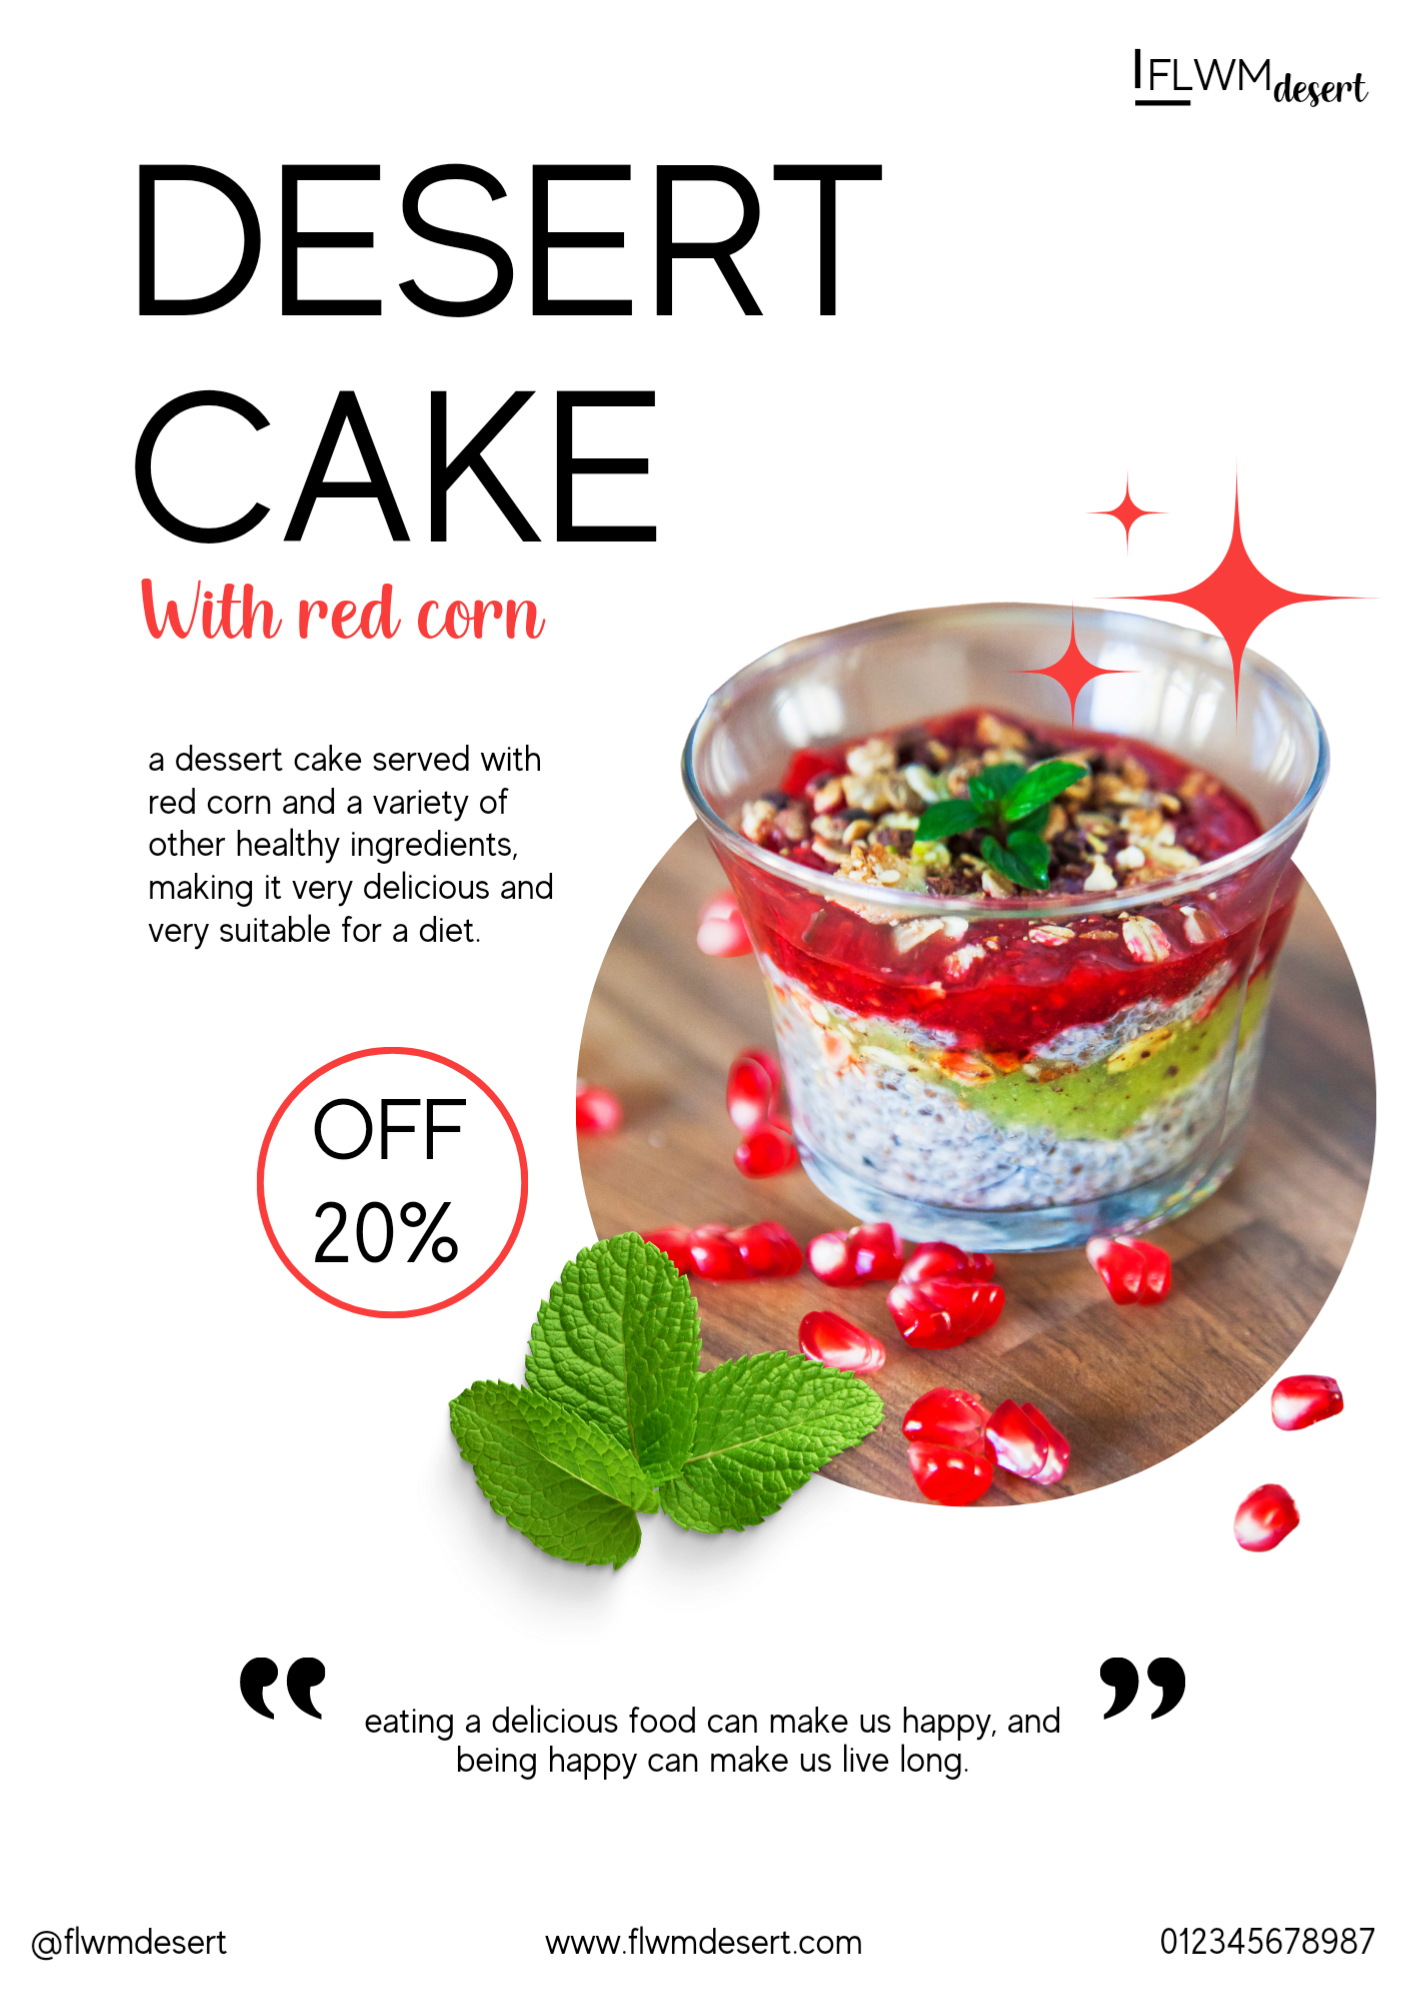 FLWM desert
DESERT
CAKE
With red corn
a dessert cake served with
red corn and a variety of
other healthy ingredients,
making it very delicious and
very suitable for a diet.
OFF
20%
“ eating a delicious food can make us happy, and ”
being happy can make us live long.
@flwmdesert
www.flwmdesert.com
012345678987